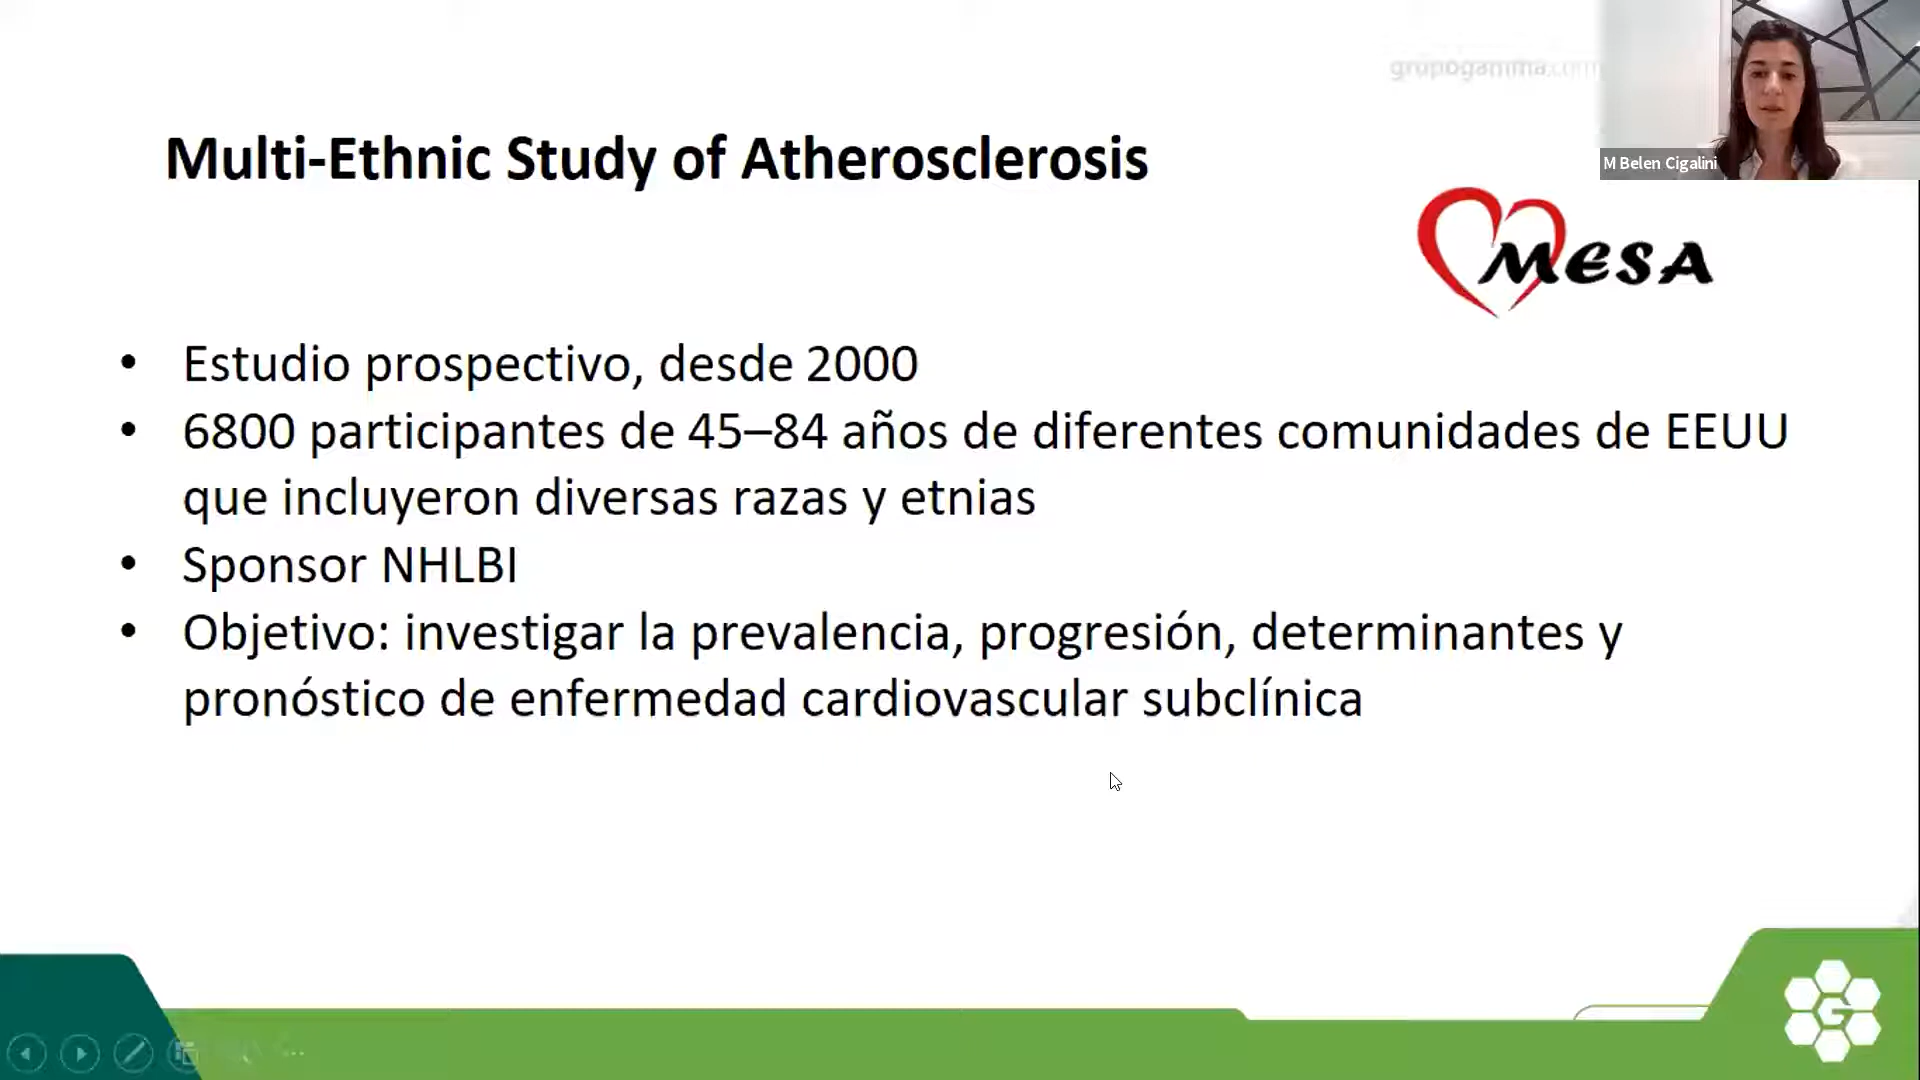 grupogamma.com
M Belen Cigalini
Multi-Ethnic Study of Atherosclerosis
MESA
• Estudio prospectivo, desde 2000
• 6800 participantes de 45–84 años de diferentes comunidades de EEUU
que incluyeron diversas razas y etnias
• Sponsor NHLBI
• Objetivo: investigar la prevalencia, progresión, determinantes y
pronóstico de enfermedad cardiovascular subclínica
G